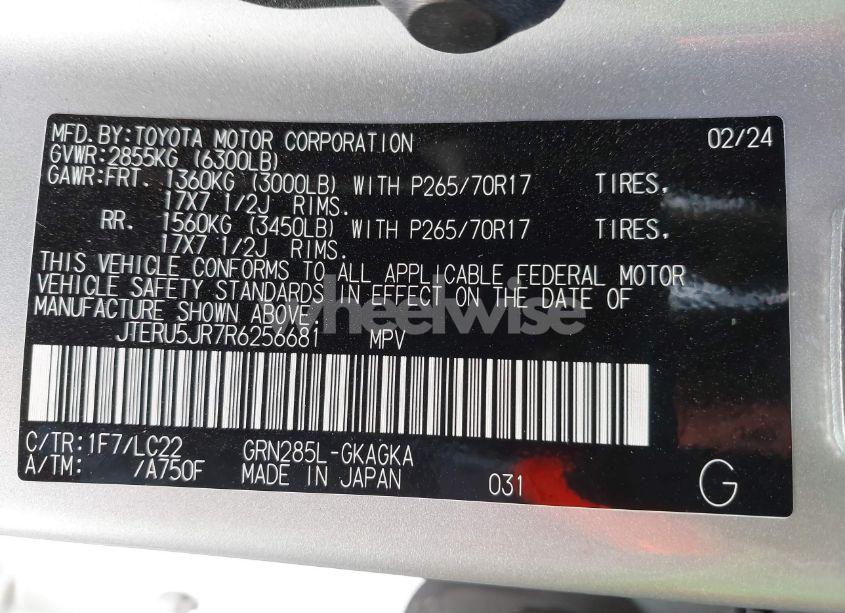 MFD.BY:TOYOTA MOTOR CORPORATION 02/24
GVWR:2855KG (6300LB)
GAWR:FRT. 1360KG (3000LB) WITH P265/70R17 TIRES,
17X7 1/2J RIMS.
RR. 1560KG (3450LB) WITH P265/70R17 TIRES,
17X7 1/2J RIMS.
THIS VEHICLE CONFORMS TO ALL APPLICABLE FEDERAL MOTOR
VEHICLE SAFETY STANDARDS IN EFFECT ON THE DATE OF
MANUFACTURE SHOWN ABOVE.
wheelwise
JTERU5JR7R6256681 MPV
C/TR:1F7/LC22 GRN285L-GKAGKA
A/TM: /A750F MADE IN JAPAN 031 G